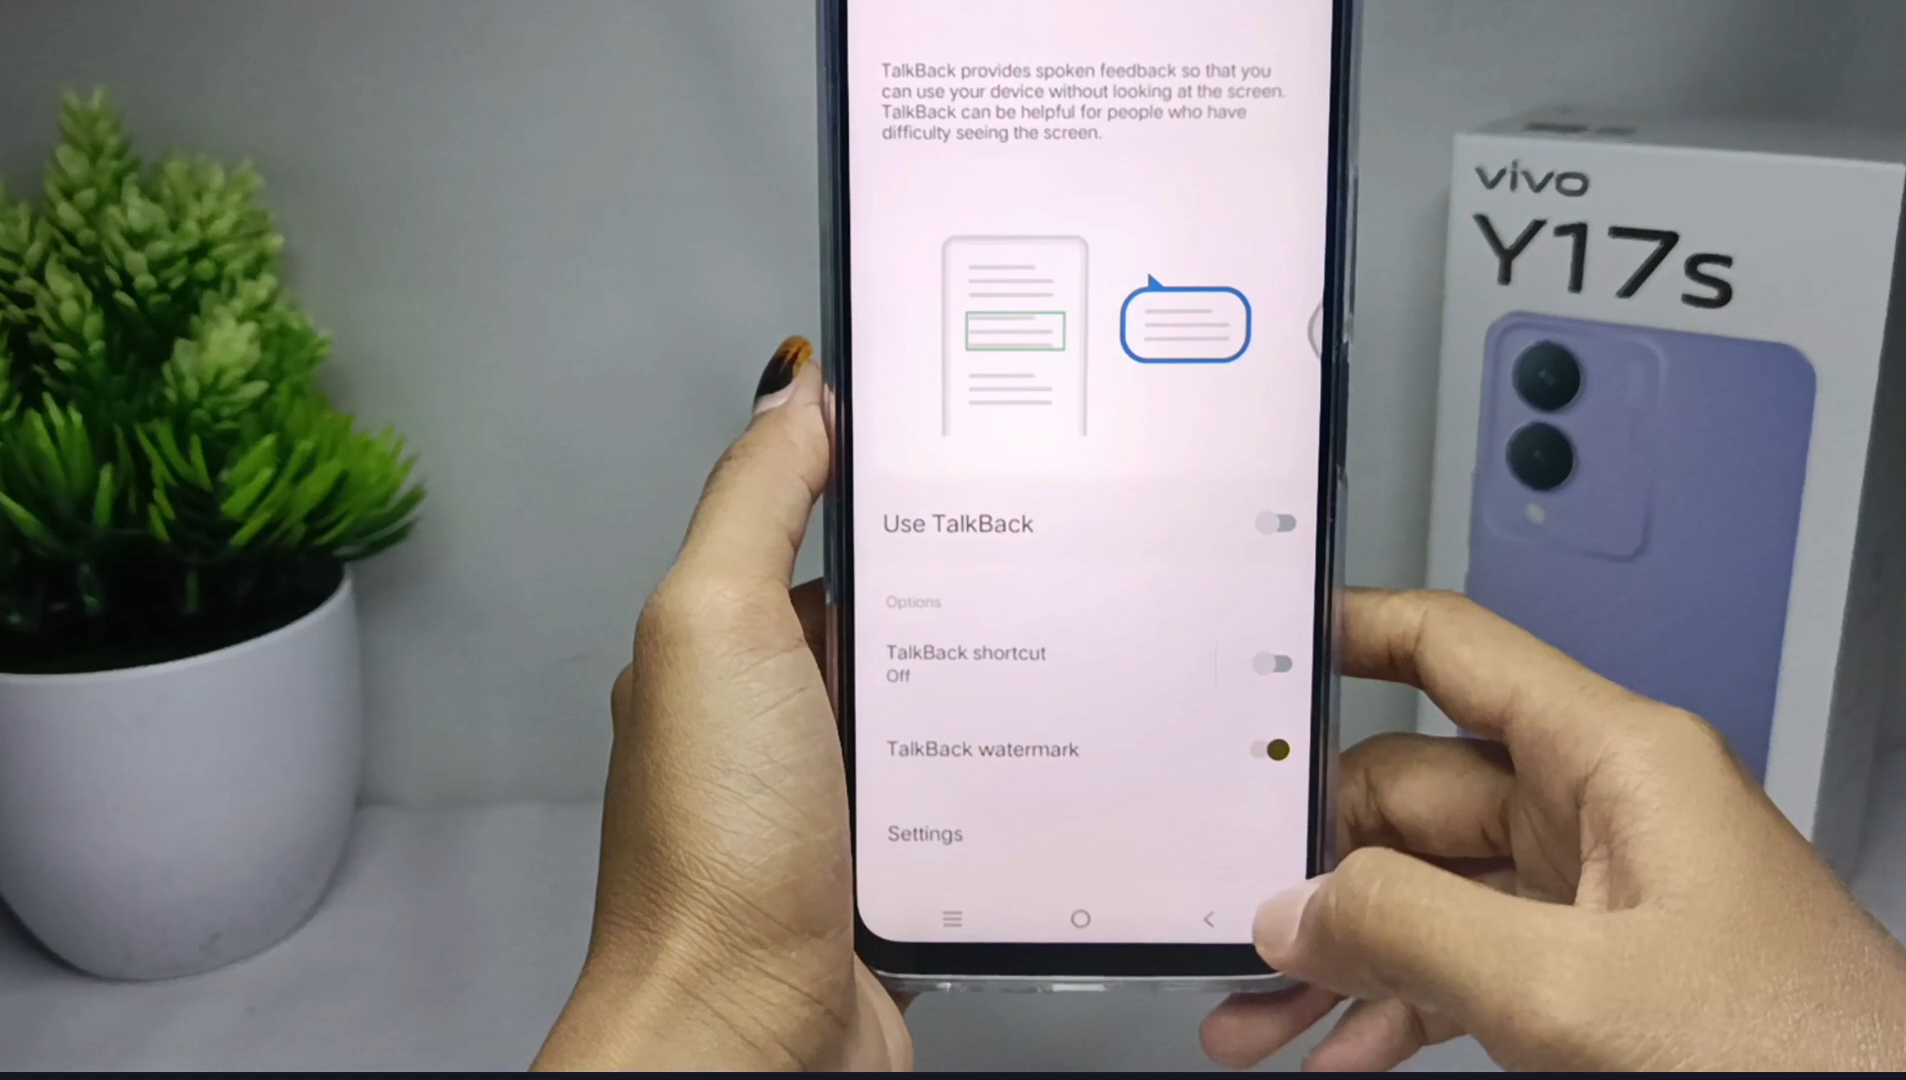 TalkBack provides spoken feedback so that you
can use your device without looking at the screen.
TalkBack can be helpful for people who have
difficulty seeing the screen.
Use TalkBack
Options
TalkBack shortcut
Off
TalkBack watermark
Settings
vivo
Y17s